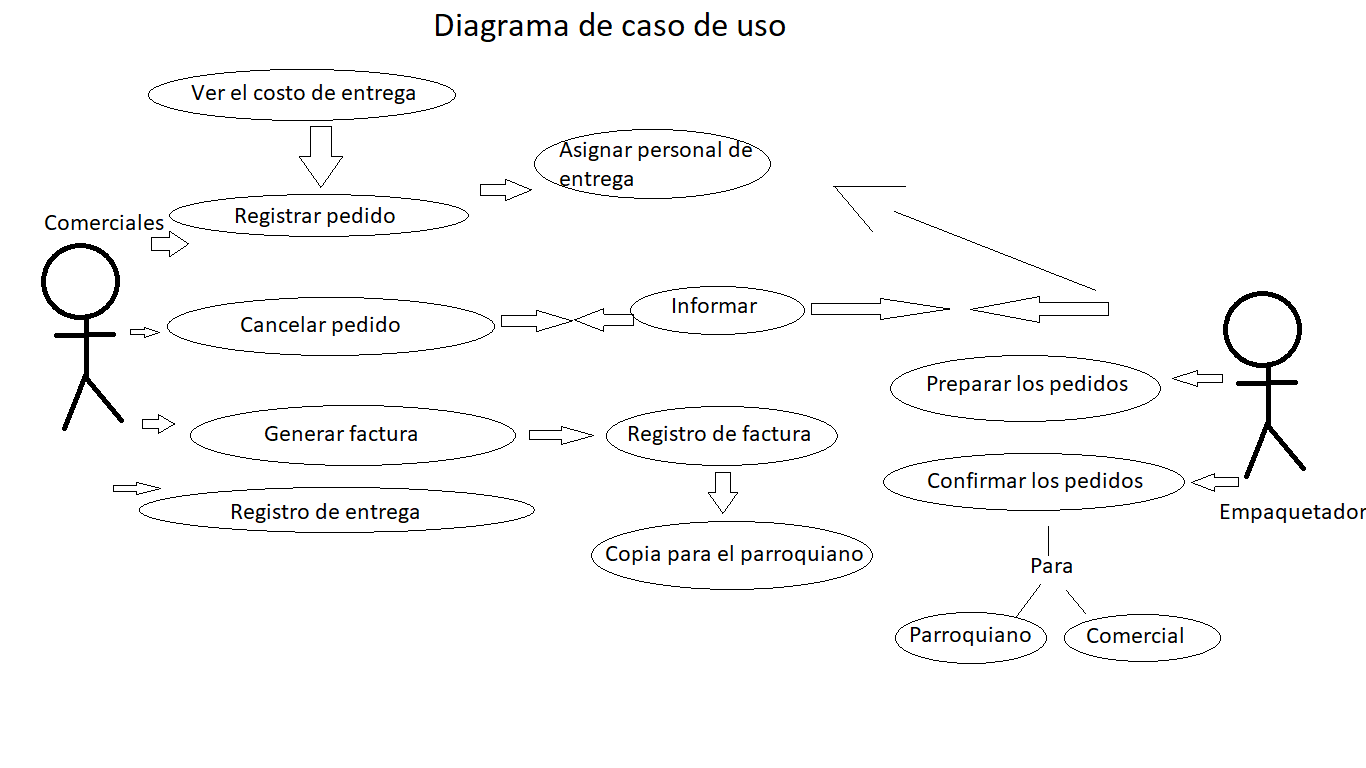 Diagrama de caso de uso
Ver el costo de entrega
Asignar personal de
entrega
Registrar pedido
Comerciales
Informar
Cancelar pedido
Preparar los pedidos
Generar factura
Registro de factura
Confirmar los pedidos
Registro de entrega
Empaquetador
Copia para el parroquiano
Para
Parroquiano
Comercial